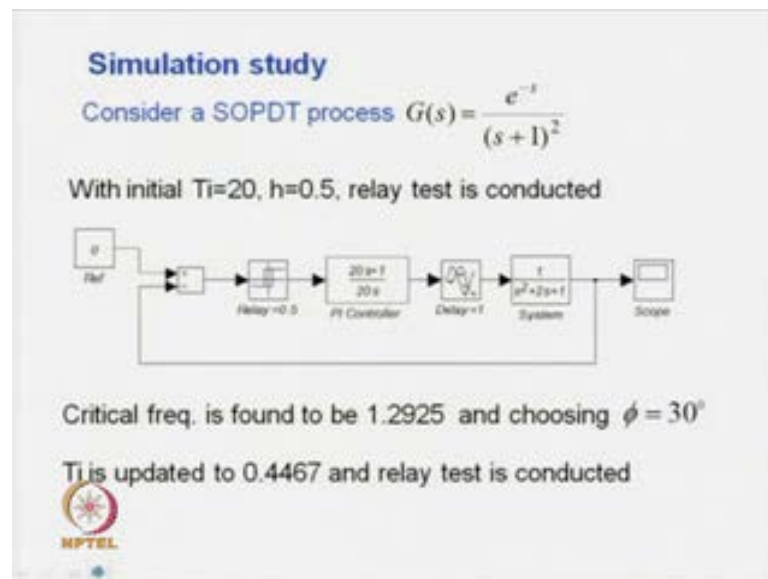 Simulation study
Consider a SOPDT process G(s) = e^{-s} / (s+1)^2
With initial Ti=20, h=0.5, relay test is conducted
Ref
Relay=0.5
20s+1
20s
PI Controller
Delay=1
1
s^2+2s+1
System
Scope
Critical freq. is found to be 1.2925 and choosing ϕ = 30°
Ti is updated to 0.4467 and relay test is conducted
NPTEL